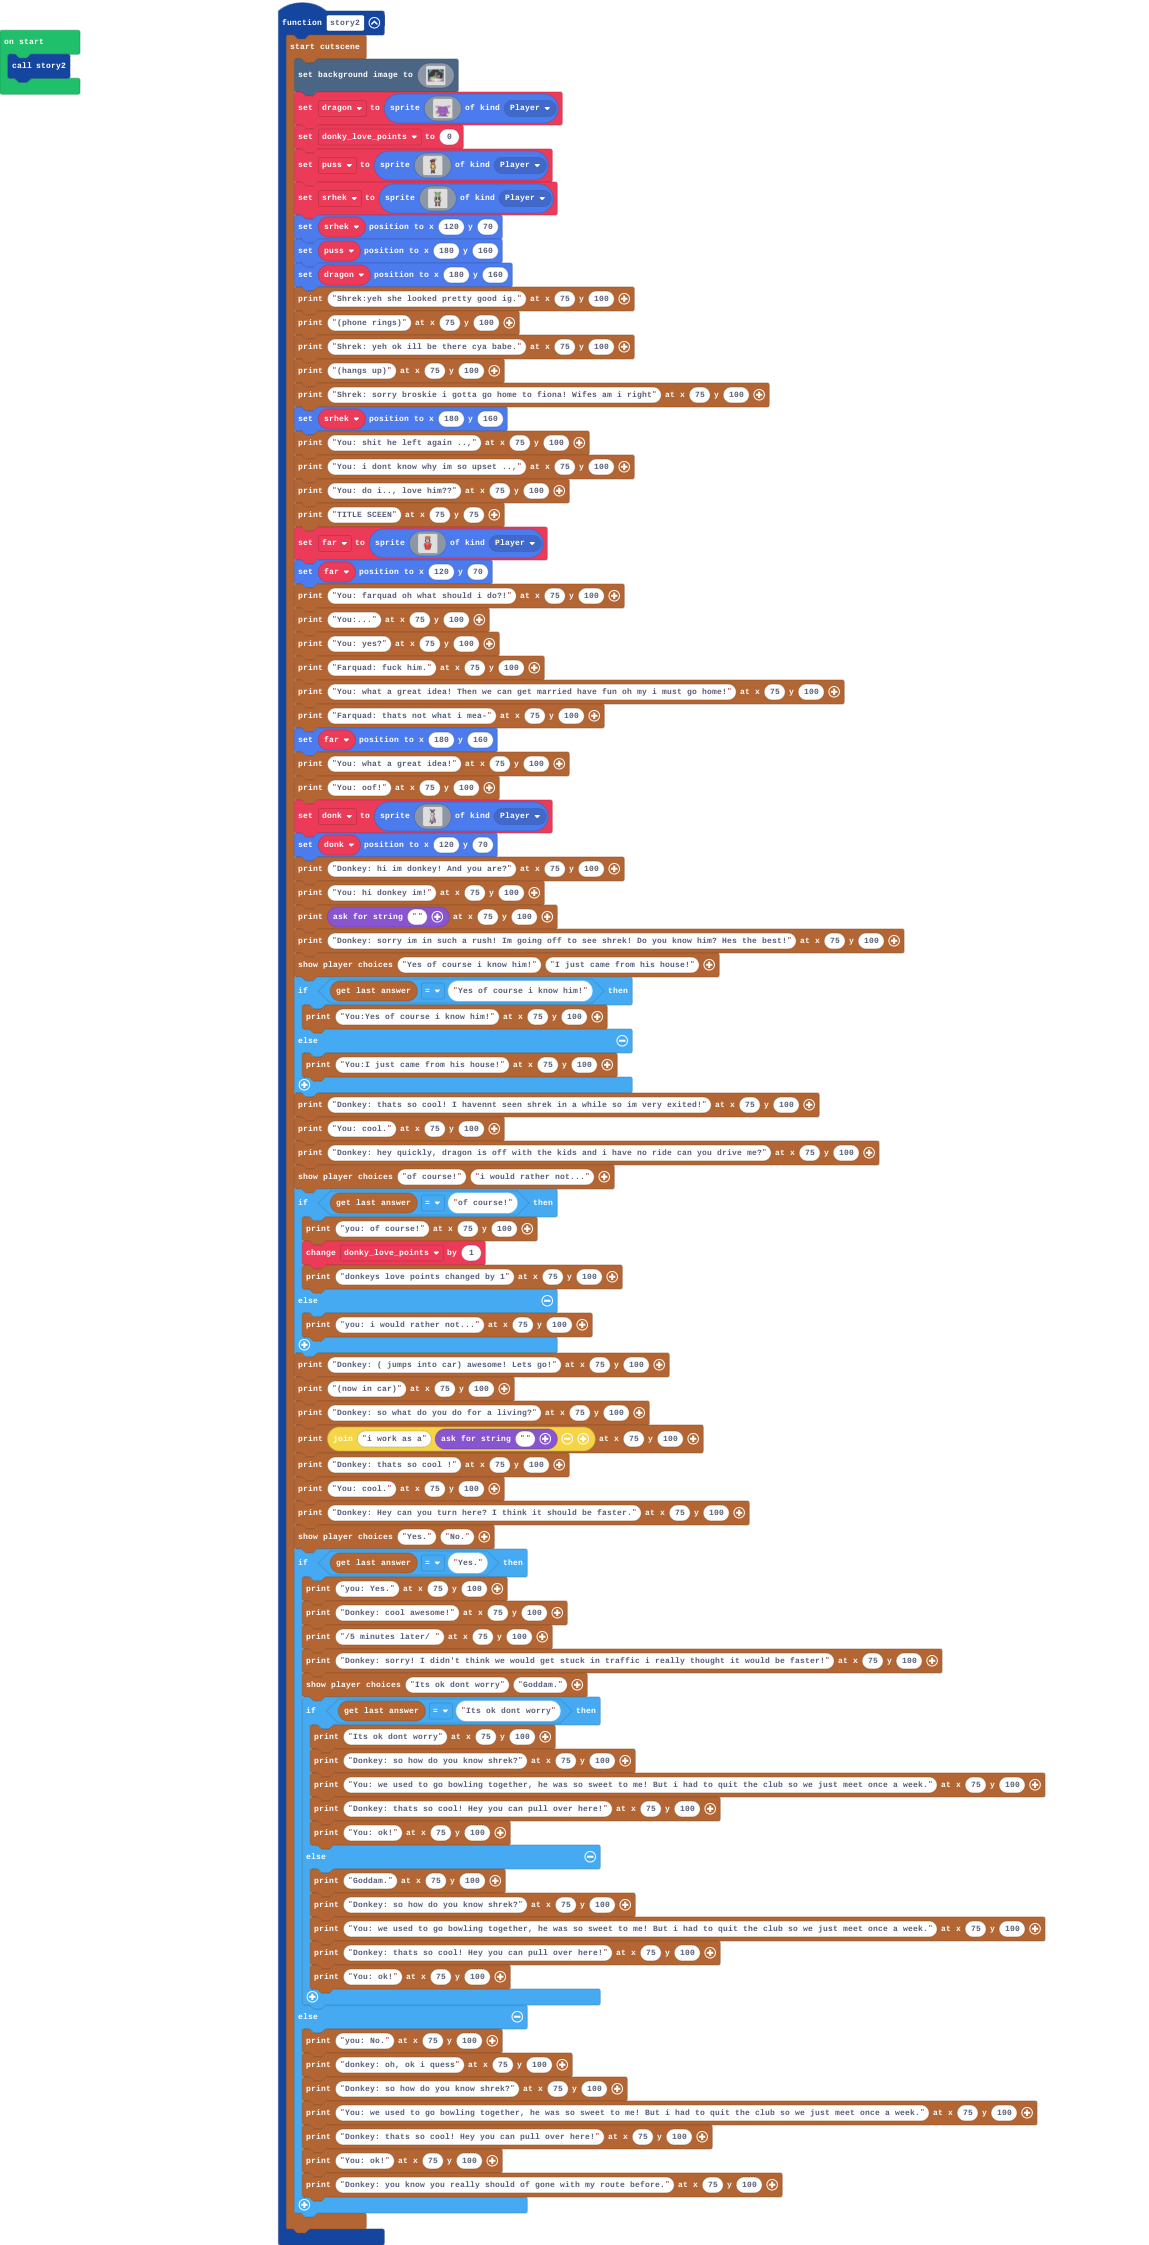 function story2
on start
start cutscene
call story2
set background image to
set dragon to sprite of kind Player
set donky_love_points to 0
set puss to sprite of kind Player
set srhek to sprite of kind Player
set srhek position to x 120 y 70
set puss position to x 180 y 160
set dragon position to x 180 y 160
print "Shrek:yeh she looked pretty good ig." at x 75 y 100
print "(phone rings)" at x 75 y 100
print "Shrek: yeh ok ill be there cya babe." at x 75 y 100
print "(hangs up)" at x 75 y 100
print "Shrek: sorry broskie i gotta go home to fiona! Wifes am i right" at x 75 y 100
set srhek position to x 180 y 160
print "You: shit he left again ..," at x 75 y 100
print "You: i dont know why im so upset ..," at x 75 y 100
print "You: do i.., love him??" at x 75 y 100
print "TITLE SCEEN" at x 75 y 75
set far to sprite of kind Player
set far position to x 120 y 70
print "You: farquad oh what should i do?!" at x 75 y 100
print "You:..." at x 75 y 100
print "You: yes?" at x 75 y 100
print "Farquad: fuck him." at x 75 y 100
print "You: what a great idea! Then we can get married have fun oh my i must go home!" at x 75 y 100
print "Farquad: thats not what i mea-" at x 75 y 100
set far position to x 180 y 160
print "You: what a great idea!" at x 75 y 100
print "You: oof!" at x 75 y 100
set donk to sprite of kind Player
set donk position to x 120 y 70
print "Donkey: hi im donkey! And you are?" at x 75 y 100
print "You: hi donkey im!" at x 75 y 100
print ask for string "" at x 75 y 100
print "Donkey: sorry im in such a rush! Im going off to see shrek! Do you know him? Hes the best!" at x 75 y 100
show player choices "Yes of course i know him!" "I just came from his house!"
if get last answer = "Yes of course i know him!" then
print "You:Yes of course i know him!" at x 75 y 100
else
print "You:I just came from his house!" at x 75 y 100
print "Donkey: thats so cool! I havennt seen shrek in a while so im very exited!" at x 75 y 100
print "You: cool." at x 75 y 100
print "Donkey: hey quickly, dragon is off with the kids and i have no ride can you drive me?" at x 75 y 100
show player choices "of course!" "i would rather not..."
if get last answer = "of course!" then
print "you: of course!" at x 75 y 100
change donky_love_points by 1
print "donkeys love points changed by 1" at x 75 y 100
else
print "you: i would rather not..." at x 75 y 100
print "Donkey: ( jumps into car) awesome! Lets go!" at x 75 y 100
print "(now in car)" at x 75 y 100
print "Donkey: so what do you do for a living?" at x 75 y 100
print join "i work as a" ask for string "" at x 75 y 100
print "Donkey: thats so cool !" at x 75 y 100
print "You: cool." at x 75 y 100
print "Donkey: Hey can you turn here? I think it should be faster." at x 75 y 100
show player choices "Yes." "No."
if get last answer = "Yes." then
print "you: Yes." at x 75 y 100
print "Donkey: cool awesome!" at x 75 y 100
print "/5 minutes later/ " at x 75 y 100
print "Donkey: sorry! I didn't think we would get stuck in traffic i really thought it would be faster!" at x 75 y 100
show player choices "Its ok dont worry" "Goddam."
if get last answer = "Its ok dont worry" then
print "Its ok dont worry" at x 75 y 100
print "Donkey: so how do you know shrek?" at x 75 y 100
print "You: we used to go bowling together, he was so sweet to me! But i had to quit the club so we just meet once a week." at x 75 y 100
print "Donkey: thats so cool! Hey you can pull over here!" at x 75 y 100
print "You: ok!" at x 75 y 100
else
print "Goddam." at x 75 y 100
print "Donkey: so how do you know shrek?" at x 75 y 100
print "You: we used to go bowling together, he was so sweet to me! But i had to quit the club so we just meet once a week." at x 75 y 100
print "Donkey: thats so cool! Hey you can pull over here!" at x 75 y 100
print "You: ok!" at x 75 y 100
else
print "you: No." at x 75 y 100
print "donkey: oh, ok i quess" at x 75 y 100
print "Donkey: so how do you know shrek?" at x 75 y 100
print "You: we used to go bowling together, he was so sweet to me! But i had to quit the club so we just meet once a week." at x 75 y 100
print "Donkey: thats so cool! Hey you can pull over here!" at x 75 y 100
print "You: ok!" at x 75 y 100
print "Donkey: you know you really should of gone with my route before." at x 75 y 100